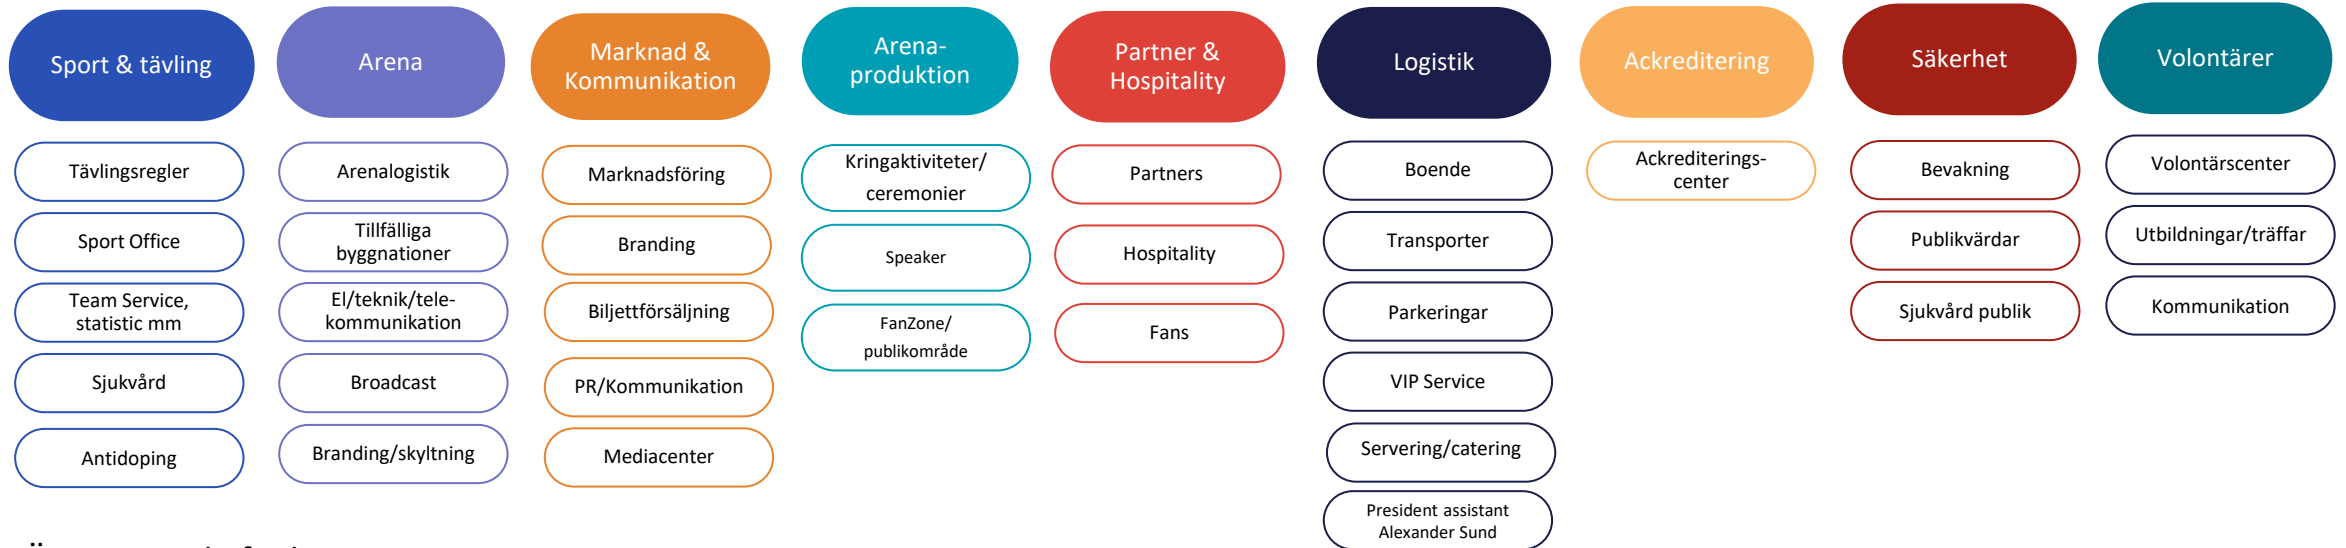 Sport & tävling
Tävlingsregler
Sport Office
Team Service,
statistic mm
Sjukvård
Antidoping
Arena
Arenalogistik
Tillfälliga
byggnationer
El/teknik/tele-
kommunikation
Broadcast
Branding/skyltning
Marknad &
Kommunikation
Marknadsföring
Branding
Biljettförsäljning
PR/Kommunikation
Mediacenter
Arena-
produktion
Kringaktiviteter/
ceremonier
Speaker
FanZone/
publikområde
Partner &
Hospitality
Partners
Hospitality
Fans
Logistik
Boende
Transporter
Parkeringar
VIP Service
Servering/catering
President assistant
Alexander Sund
Ackreditering
Ackrediterings-
center
Säkerhet
Bevakning
Publikvärdar
Sjukvård publik
Volontärer
Volontärscenter
Utbildningar/träffar
Kommunikation